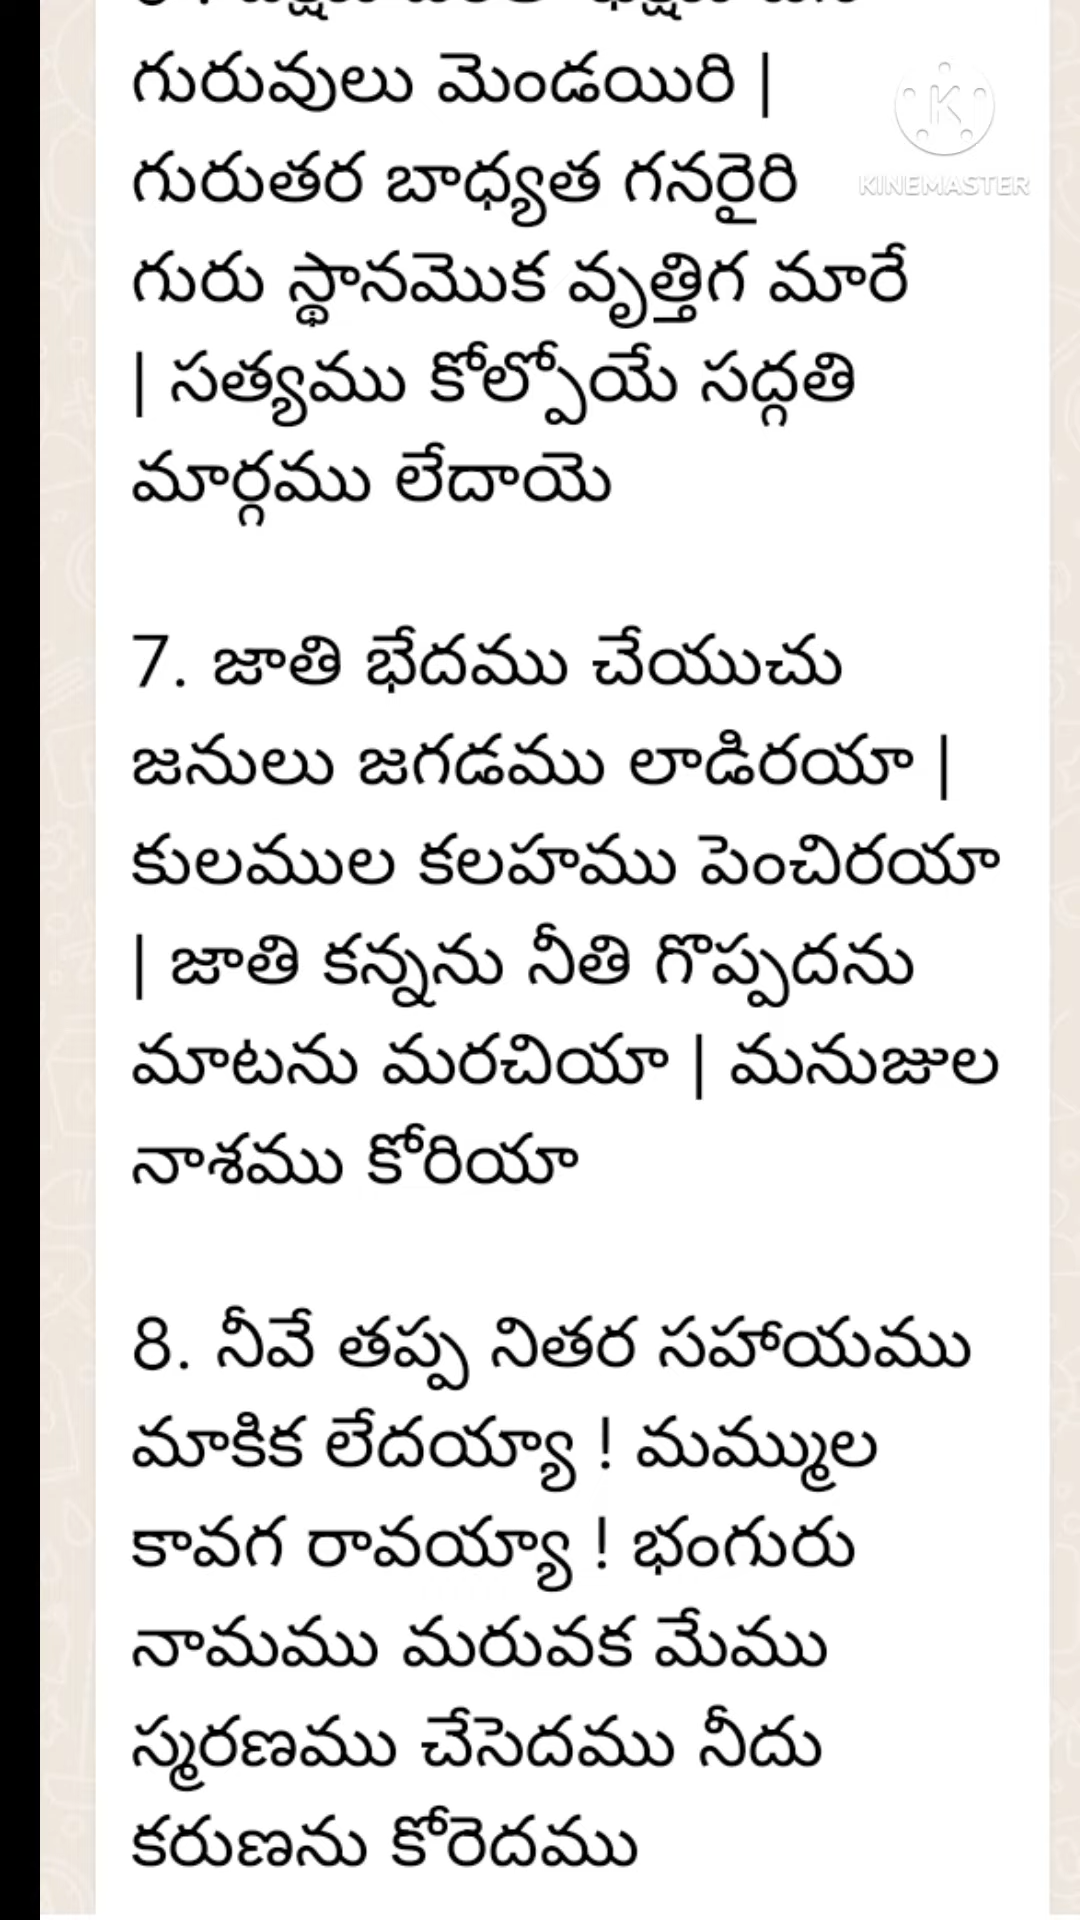 గురువులు మెండయిరి |
గురుతర బాధ్యత గనరైరి
గురు స్థానమొక వృత్తిగ మారే
| సత్యము కోల్పోయే సద్గతి
మార్గము లేదాయె
7. జాతి భేదము చేయుచు
జనులు జగడము లాడిరయా |
కులముల కలహము పెంచిరయా
| జాతి కన్నను నీతి గొప్పదను
మాటను మరచియా | మనుజుల
నాశము కోరియా
8. నీవే తప్ప నితర సహాయము
మాకిక లేదయ్యా ! మమ్ముల
కావగ రావయ్యా ! భంగురు
నామము మరువక మేము
స్మరణము చేసెదము నీదు
కరుణను కోరెదము
K
KINEMASTER